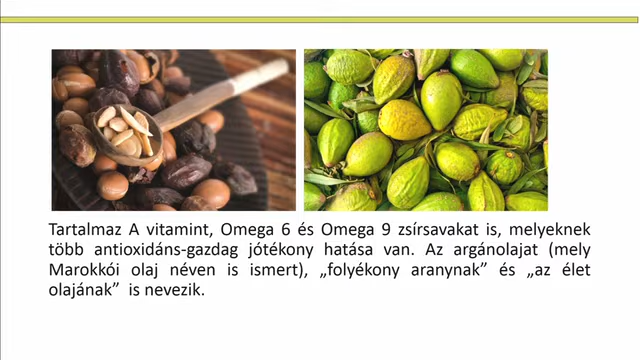 Tartalmaz A vitamint, Omega 6 és Omega 9 zsírsavakat is, melyeknek
több antioxidáns-gazdag jótékony hatása van. Az argánolajat (mely
Marokkói olaj néven is ismert), „folyékony aranynak” és „az élet
olajának” is nevezik.